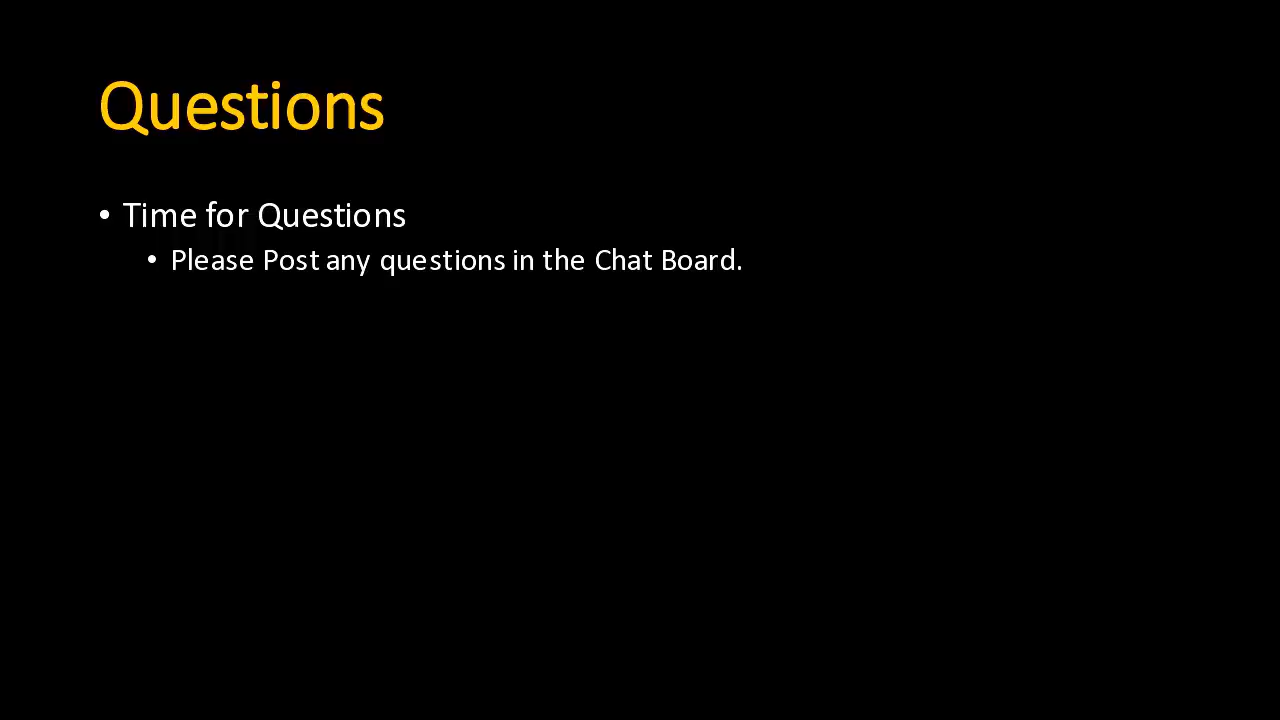 Questions
• Time for Questions
• Please Post any questions in the Chat Board.